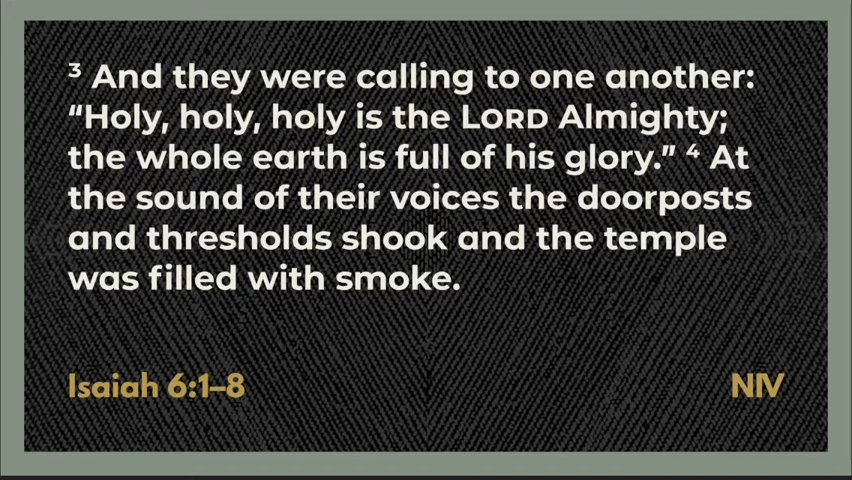 ³ And they were calling to one another:
“Holy, holy, holy is the LORD Almighty;
the whole earth is full of his glory.” ⁴ At
the sound of their voices the doorposts
and thresholds shook and the temple
was filled with smoke.
Isaiah 6:1–8
NIV